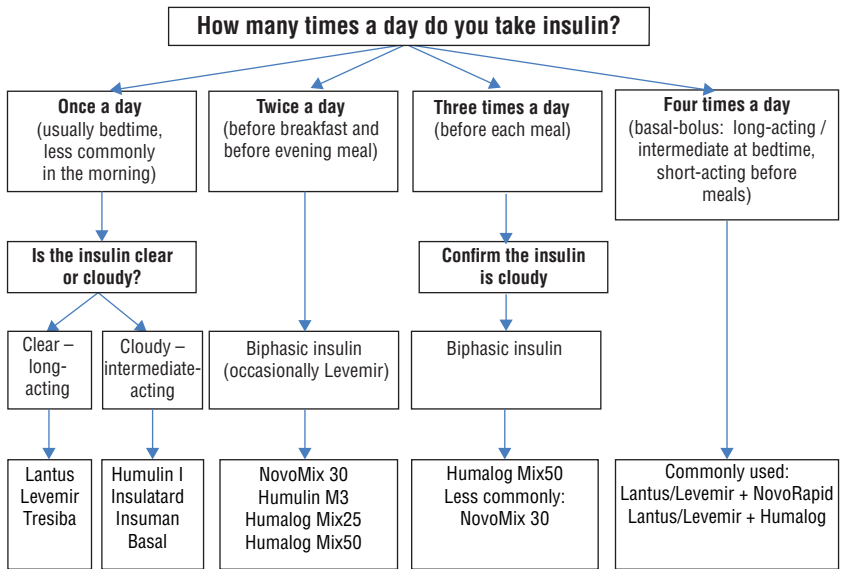 How many times a day do you take insulin?
Once a day
(usually bedtime,
less commonly
in the morning)
Twice a day
(before breakfast and
before evening meal)
Three times a day
(before each meal)
Four times a day
(basal-bolus: long-acting /
intermediate at bedtime,
short-acting before
meals)
Is the insulin clear
or cloudy?
Confirm the insulin
is cloudy
Clear –
long-
acting
Cloudy –
intermediate-
acting
Biphasic insulin
(occasionally Levemir)
Biphasic insulin
Lantus
Levemir
Tresiba
Humulin I
Insulatard
Insuman
Basal
NovoMix 30
Humulin M3
Humalog Mix25
Humalog Mix50
Humalog Mix50
Less commonly:
NovoMix 30
Commonly used:
Lantus/Levemir + NovoRapid
Lantus/Levemir + Humalog